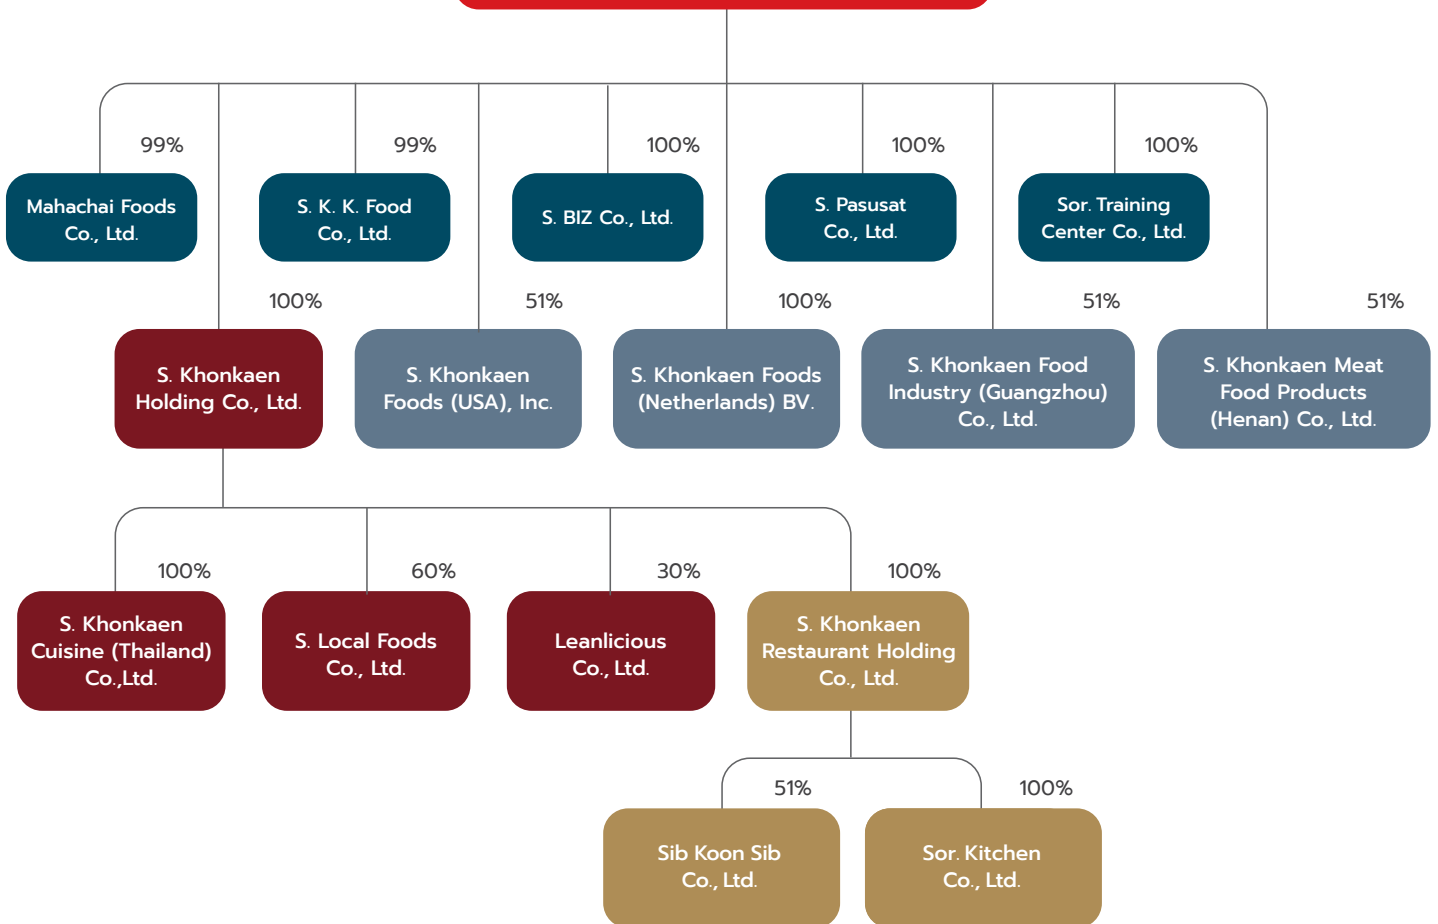 99%
99%
100%
100%
100%
Mahachai Foods
Co., Ltd.
S. K. K. Food
Co., Ltd.
S. BIZ Co., Ltd.
S. Pasusat
Co., Ltd.
Sor. Training
Center Co., Ltd.
100%
51%
100%
51%
51%
S. Khonkaen
Holding Co., Ltd.
S. Khonkaen
Foods (USA), Inc.
S. Khonkaen Foods
(Netherlands) BV.
S. Khonkaen Food
Industry (Guangzhou)
Co., Ltd.
S. Khonkaen Meat
Food Products
(Henan) Co., Ltd.
100%
60%
30%
100%
S. Khonkaen
Cuisine (Thailand)
Co.,Ltd.
S. Local Foods
Co., Ltd.
Leanlicious
Co., Ltd.
S. Khonkaen
Restaurant Holding
Co., Ltd.
51%
100%
Sib Koon Sib
Co., Ltd.
Sor. Kitchen
Co., Ltd.